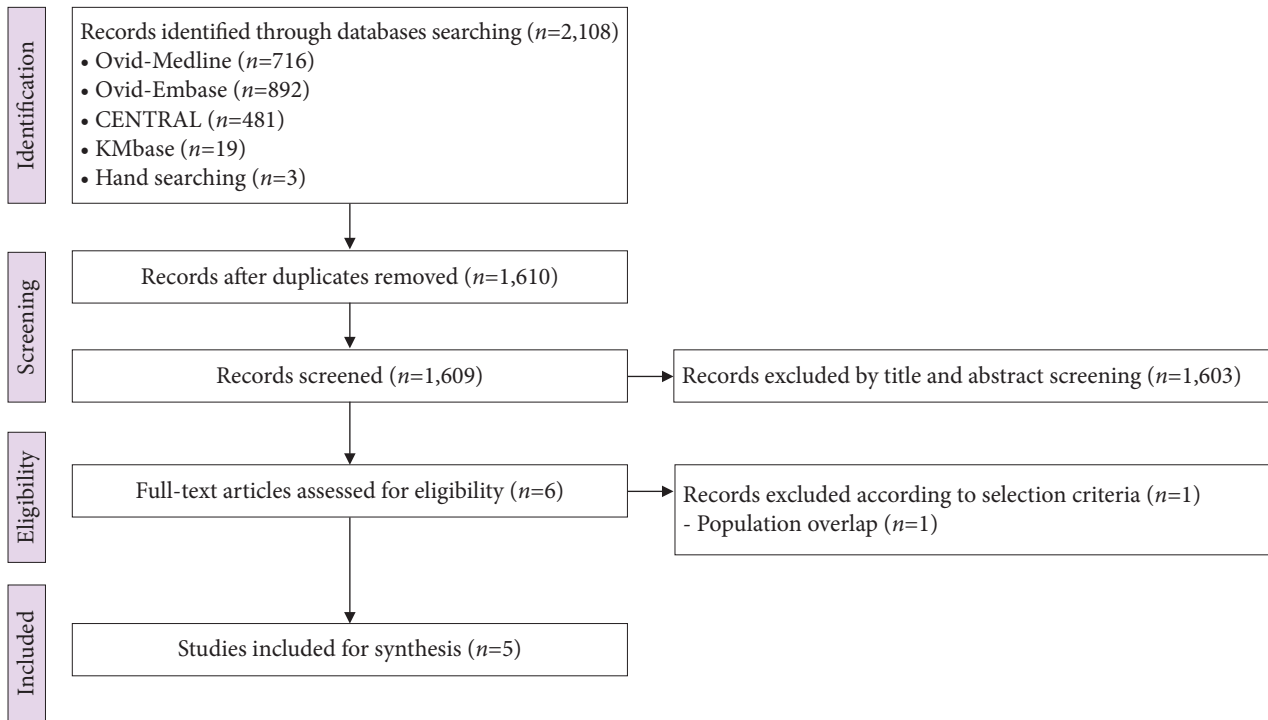 Identification
Records identified through databases searching (n=2,108)
• Ovid-Medline (n=716)
• Ovid-Embase (n=892)
• CENTRAL (n=481)
• KMbase (n=19)
• Hand searching (n=3)
Screening
Records after duplicates removed (n=1,610)
Records screened (n=1,609)
Records excluded by title and abstract screening (n=1,603)
Eligibility
Full-text articles assessed for eligibility (n=6)
Records excluded according to selection criteria (n=1)
- Population overlap (n=1)
Included
Studies included for synthesis (n=5)